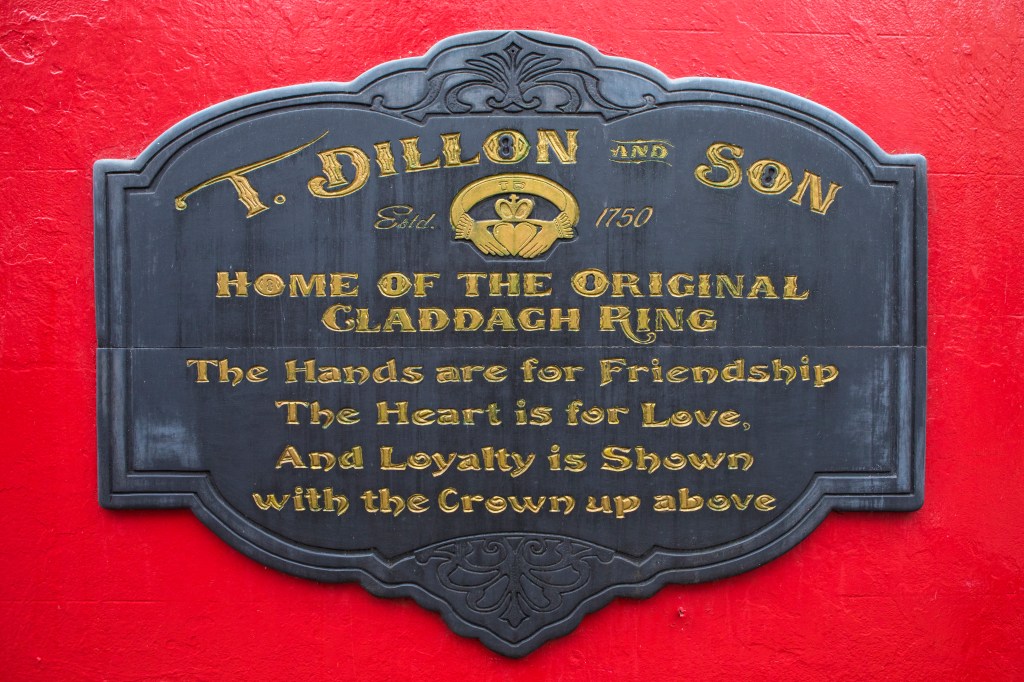 T. DILLON AND SON
Estd. 1750
HOME OF THE ORIGINAL
CLADDAGH RING
The Hands are for Friendship
The Heart is for Love,
And Loyalty is Shown
with the Crown up above